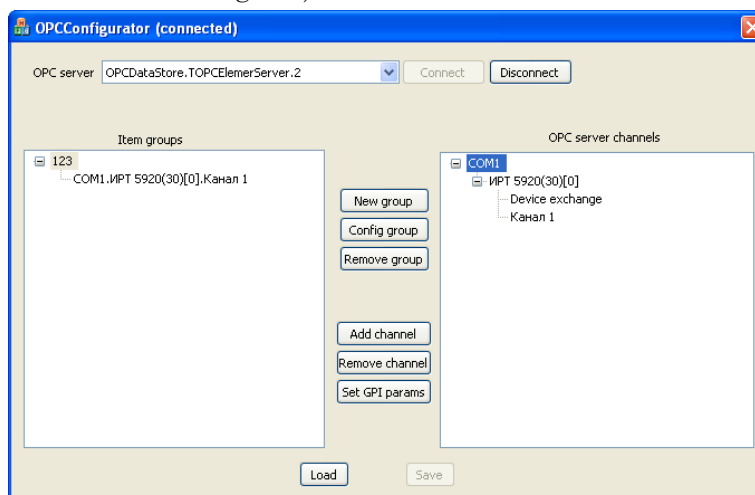 OPCConfigurator (connected)
OPC server OPCDataStore.TOPCElemerServer.2 Connect Disconnect
Item groups
OPC server channels
123
COM1.ИРТ 5920(30)[0].Канал 1
New group
Config group
Remove group
Add channel
Remove channel
Set GPI params
COM1
ИРТ 5920(30)[0]
Device exchange
Канал 1
Load Save